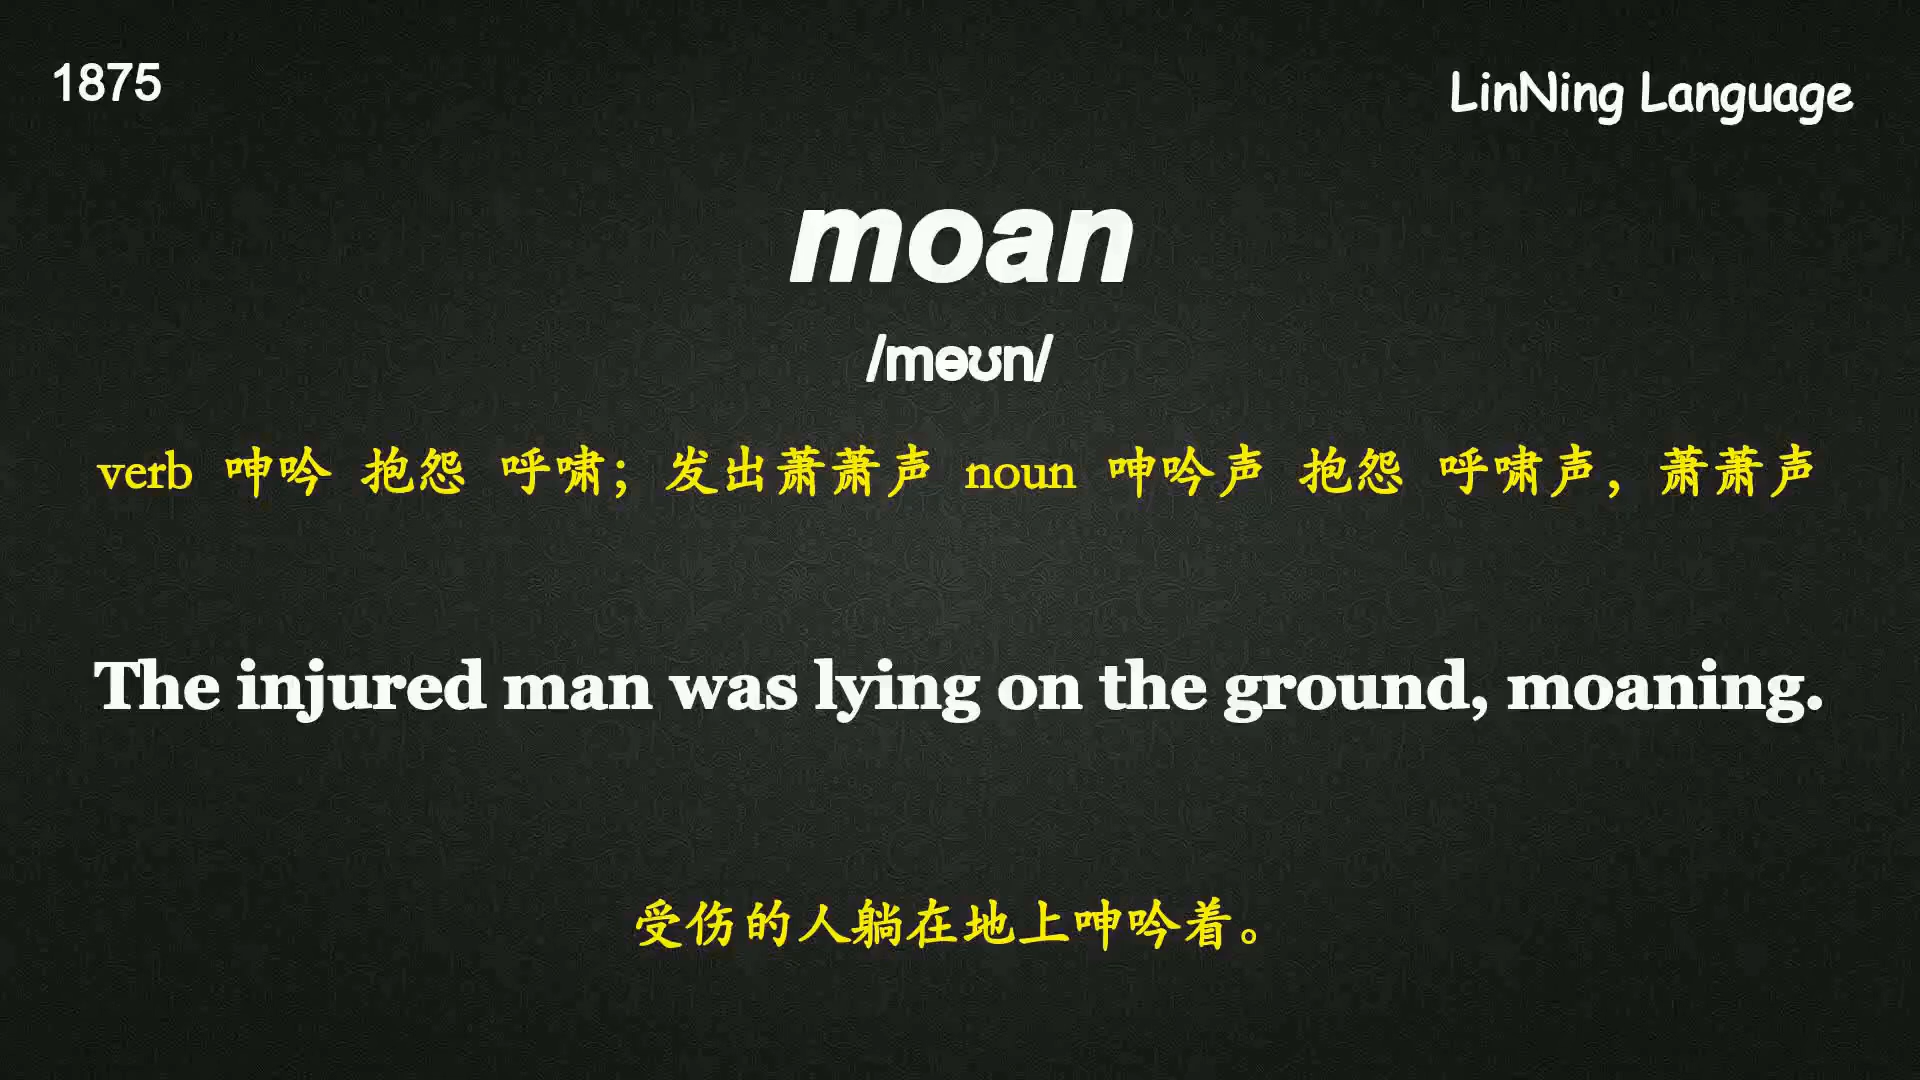 1875
LinNing Language
moan
/mɵʊn/
verb 呻吟 抱怨 呼啸；发出萧萧声 noun 呻吟声 抱怨 呼啸声，萧萧声
The injured man was lying on the ground, moaning.
受伤的人躺在地上呻吟着。